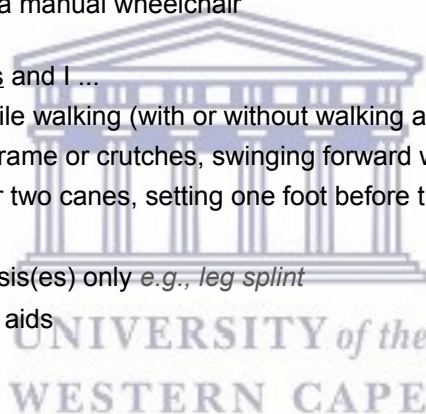 a manual wheelchair
s and I ...
ile walking (with or without walking a
rame or crutches, swinging forward w
r two canes, setting one foot before t
sis(es) only e.g., leg splint
aids
UNIVERSITY of the
WESTERN CAPE